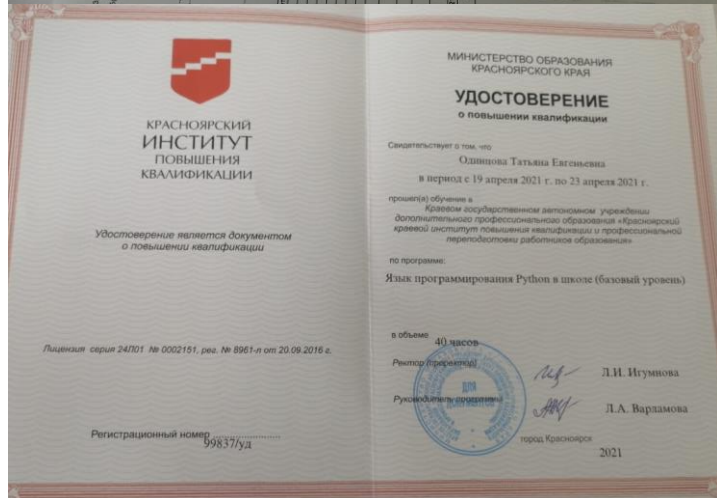 КРАСНОЯРСКИЙ
ИНСТИТУТ
ПОВЫШЕНИЯ
КВАЛИФИКАЦИИ
Удостоверение является документом
о повышении квалификации
Лицензия серия 24Л01 № 0002151, рег. № 8961-л от 20.09.2016 г.
Регистрационный номер
99837/уд
МИНИСТЕРСТВО ОБРАЗОВАНИЯ
КРАСНОЯРСКОГО КРАЯ
УДОСТОВЕРЕНИЕ
о повышении квалификации
Свидетельствует о том, что
Одинцова Татьяна Евгеньевна
в период с 19 апреля 2021 г. по 23 апреля 2021 г.
прошел(а) обучение в
Краевом государственном автономном учреждении
дополнительного профессионального образования «Красноярский
краевой институт повышения квалификации и профессиональной
переподготовки работников образования»
по программе:
Язык программирования Python в школе (базовый уровень)
в объеме
40 часов
Ректор (проректор)
Л.И. Игумнова
Руководитель программы
Л.А. Варламова
ДЛЯ
ДОКУМЕНТОВ
город Красноярск
2021